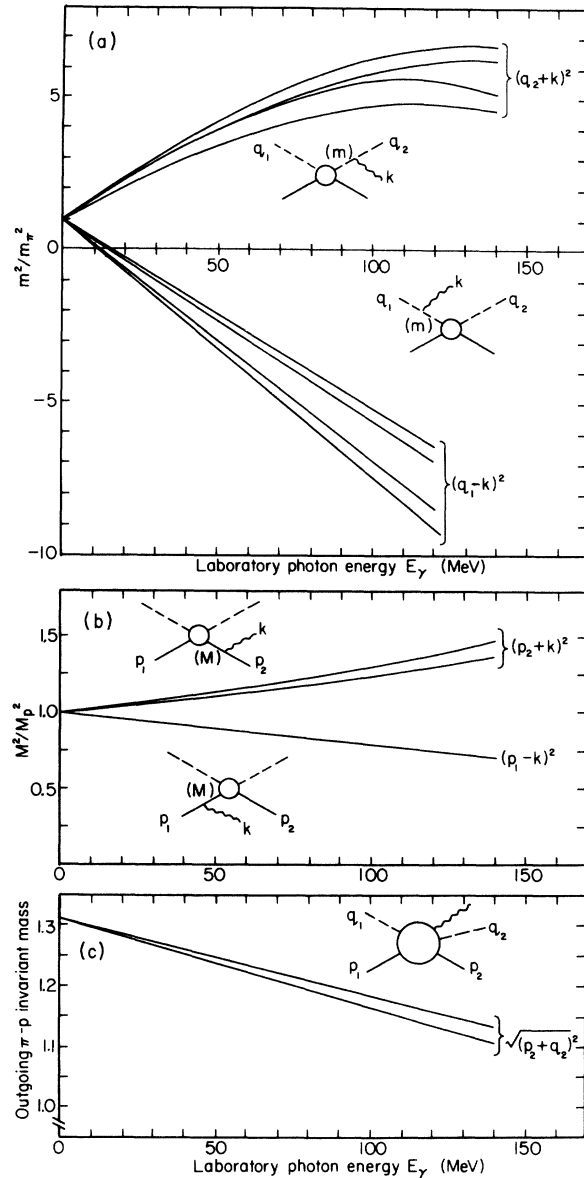 (a)
5
0
-5
-10
m²/m_π²
50
100
150
(q₂+k)²
q₁
(m)
q₂
k
q₁
k
(m)
q₂
(q₁-k)²
Laboratory photon energy E_γ (MeV)
(b)
1.5
1.0
0.5
M²/M_p²
k
p₁
(M)
p₂
(p₂+k)²
(p₁-k)²
(M)
p₁
k
p₂
0
50
100
150
(c)
1.3
1.2
1.1
1.0
Outgoing π-p invariant mass
q₁
q₂
p₁
p₂
√(p₂+q₂)²
0
50
100
150
Laboratory photon energy E_γ (MeV)